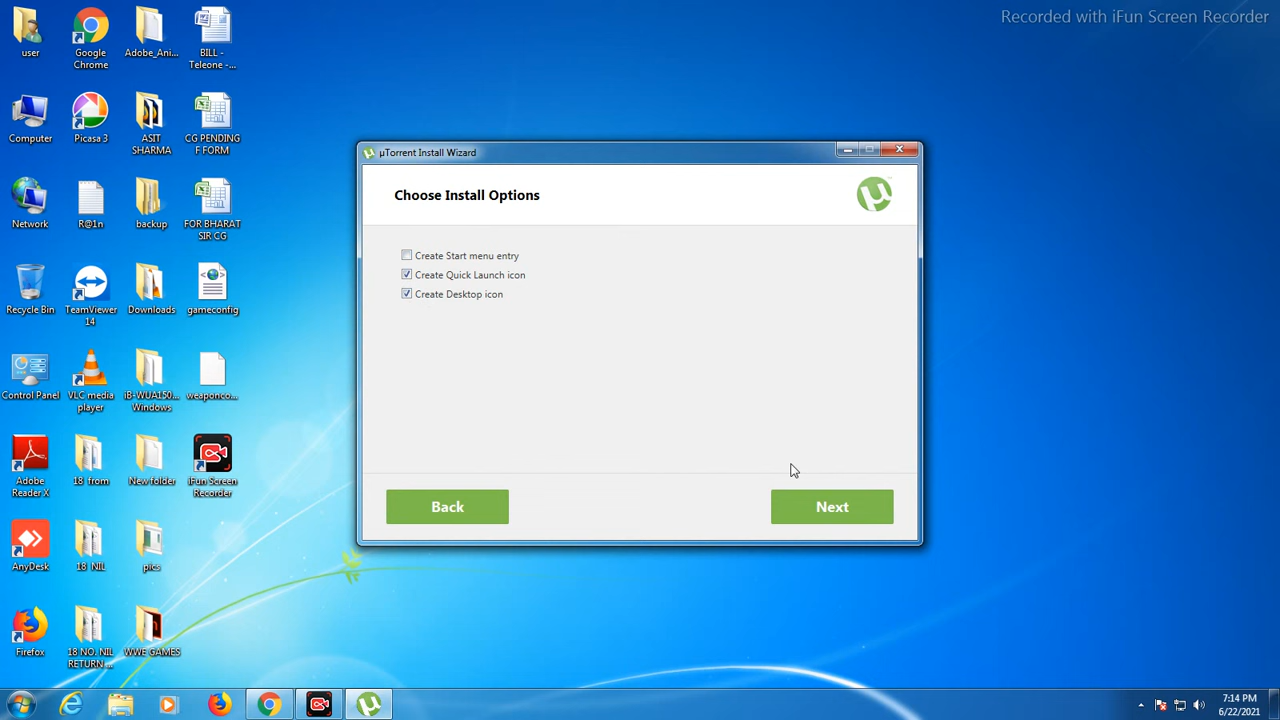 Recorded with iFun Screen Recorder
user
Google
Chrome
Adobe_Ani...
BILL -
Teleone -...
Computer
Picasa 3
ASIT
SHARMA
CG PENDING
F FORM
Network
R@1n
backup
FOR BHARAT
SIR CG
Recycle Bin
TeamViewer
14
Downloads
gameconfig
Control Panel
VLC media
player
iB-WUA150...
Windows
weaponco...
Adobe
Reader X
18 from
New folder
iFun Screen
Recorder
AnyDesk
18 NIL
pics
Firefox
18 NO. NIL
RETURN ...
WWE GAMES
µTorrent Install Wizard
Choose Install Options
Create Start menu entry
Create Quick Launch icon
Create Desktop icon
Back
Next
7:14 PM
6/22/2021